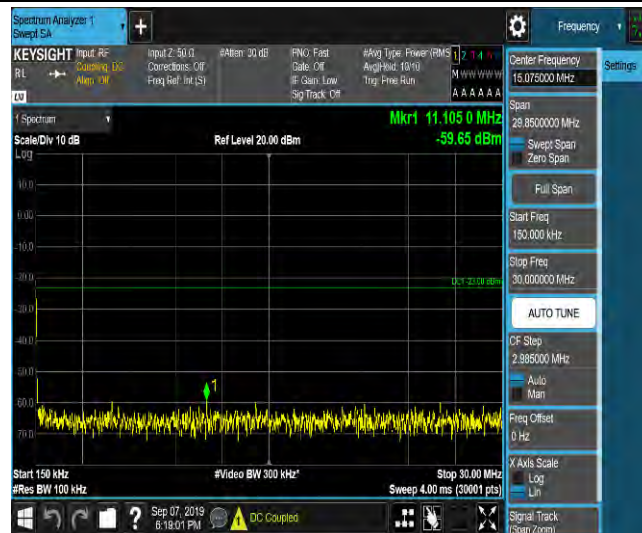 Spectrum Analyzer 1
Swept SA
+
Frequency
KEYSIGHT
Input: RF
Coupling: DC
Align: Off
Input Z: 50 Ω
Corrections: Off
Freq Ref: Int (S)
#Atten: 30 dB
PNO: Fast
Gate: Off
IF Gain: Low
Sig Track: Off
#Avg Type: Power (RMS
Avg|Hold: 10/10
Trig: Free Run
M W W W W W
A A A A A A
RL
LXI
1 Spectrum
Scale/Div 10 dB
Log
Ref Level 20.00 dBm
Mkr1 11.105 0 MHz
-59.65 dBm
10.0
0.00
-10.0
-20.0
DL1 -23.00 dBm
-30.0
-40.0
-50.0
-60.0
-70.0
1
Start 150 kHz
#Res BW 100 kHz
#Video BW 300 kHz*
Stop 30.00 MHz
Sweep 4.00 ms (30001 pts)
Sep 07, 2019
6:19:01 PM
DC Coupled
Center Frequency
15.075000 MHz
Settings
Span
29.8500000 MHz
Swept Span
Zero Span
Full Span
Start Freq
150.000 kHz
Stop Freq
30.000000 MHz
AUTO TUNE
CF Step
2.985000 MHz
Auto
Man
Freq Offset
0 Hz
X Axis Scale
Log
Lin
Signal Track
(Span Zoom)